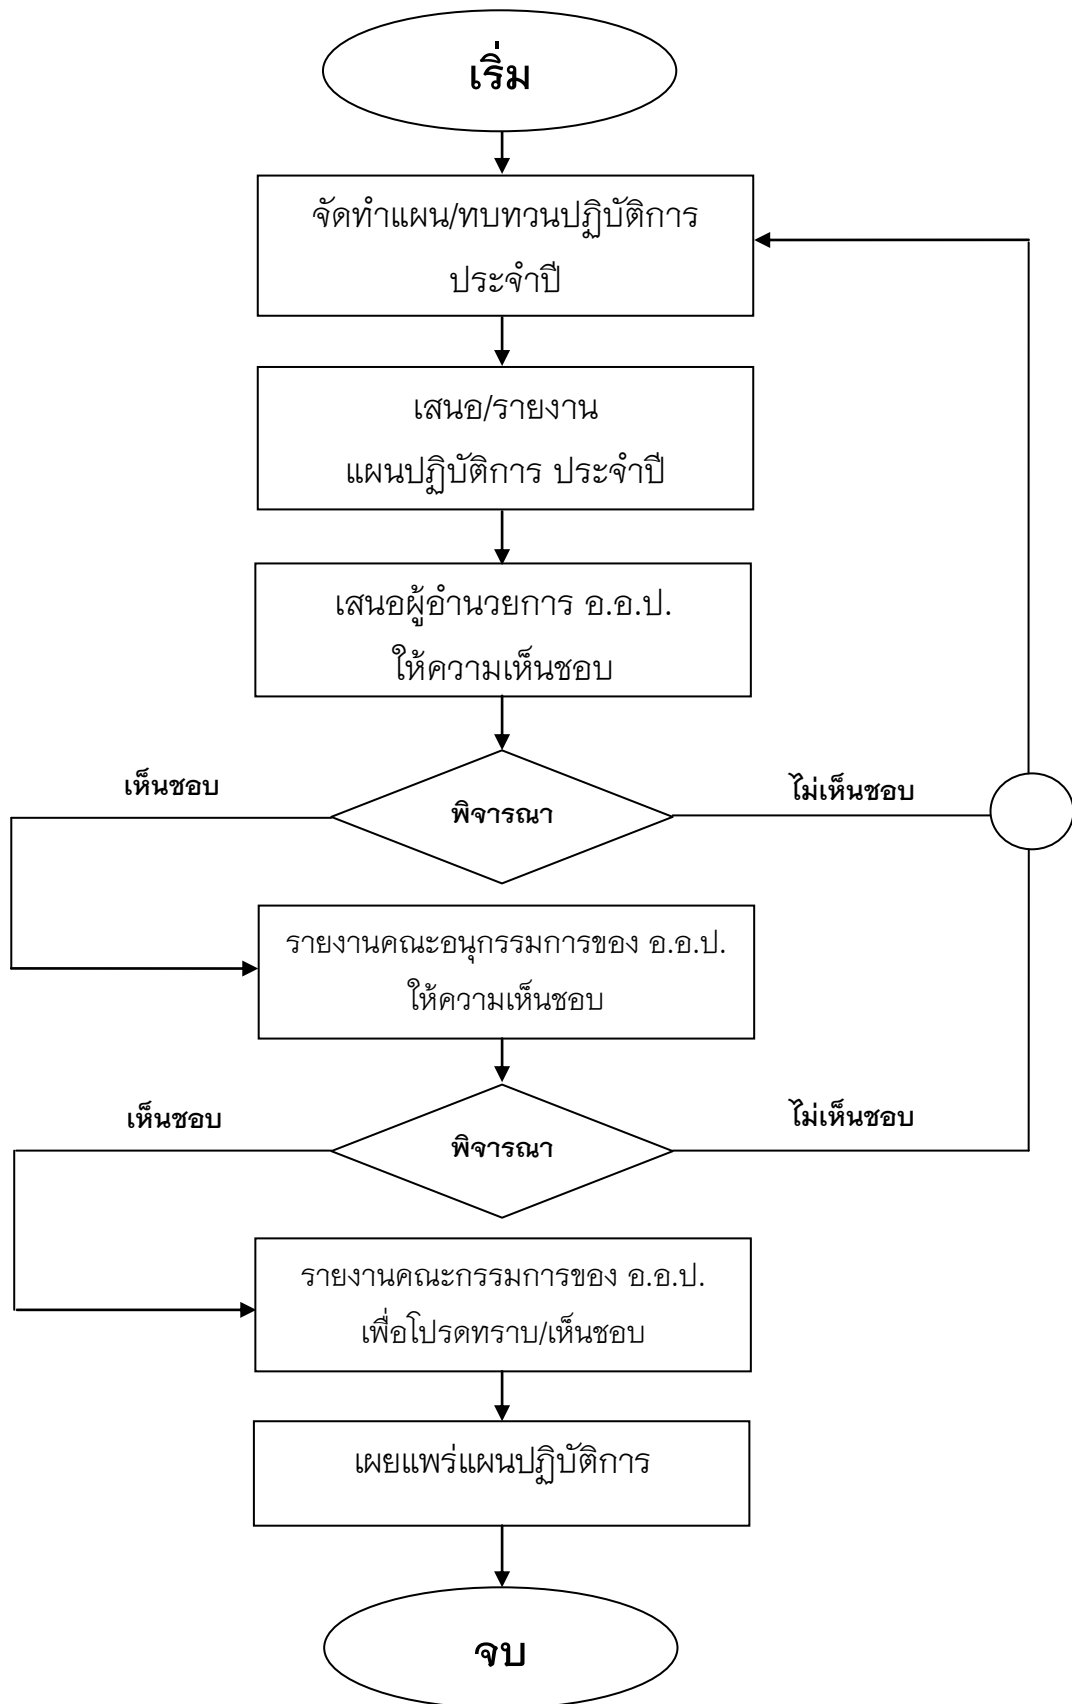 เริ่ม
จัดทำแผน/ทบทวนปฏิบัติการ
ประจำปี
เสนอ/รายงาน
แผนปฏิบัติการ ประจำปี
เสนอผู้อำนวยการ อ.อ.ป.
ให้ความเห็นชอบ
เห็นชอบ
พิจารณา
ไม่เห็นชอบ
รายงานคณะอนุกรรมการของ อ.อ.ป.
ให้ความเห็นชอบ
เห็นชอบ
พิจารณา
ไม่เห็นชอบ
รายงานคณะกรรมการของ อ.อ.ป.
เพื่อโปรดทราบ/เห็นชอบ
เผยแพร่แผนปฏิบัติการ
จบ